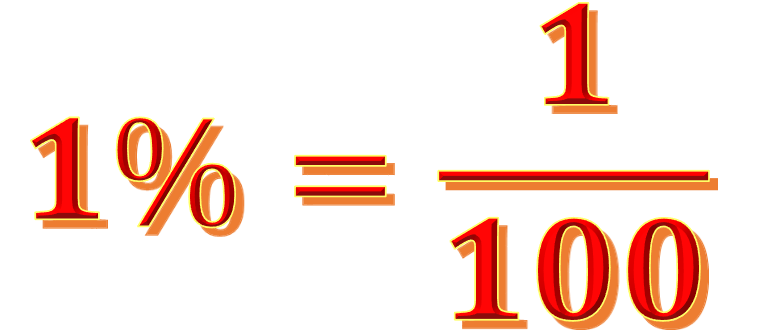 1% = 1/100